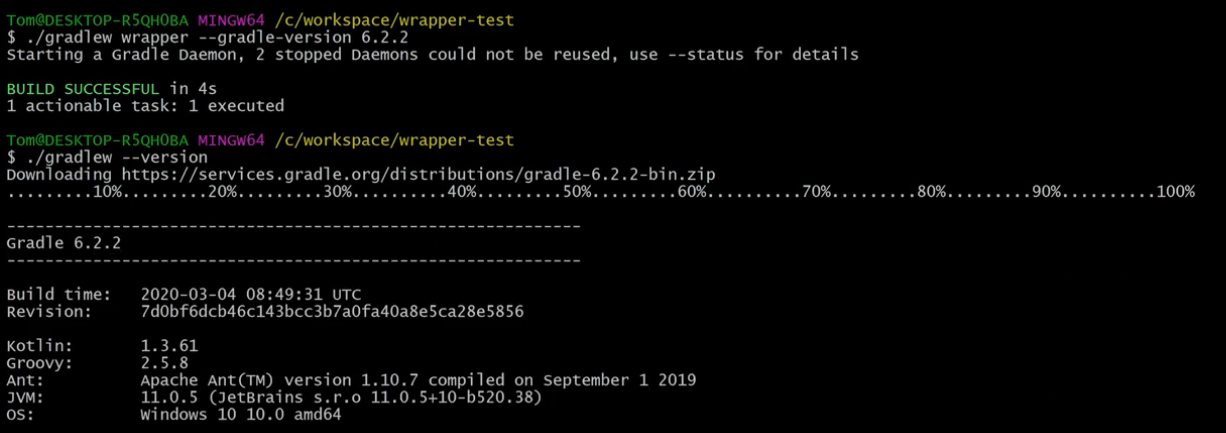 Tom@DESKTOP-R5QH0BA MINGW64 /c/workspace/wrapper-test
$ ./gradlew wrapper --gradle-version 6.2.2
Starting a Gradle Daemon, 2 stopped Daemons could not be reused, use --status for details
BUILD SUCCESSFUL in 4s
1 actionable task: 1 executed
Tom@DESKTOP-R5QH0BA MINGW64 /c/workspace/wrapper-test
$ ./gradlew --version
Downloading https://services.gradle.org/distributions/gradle-6.2.2-bin.zip
.........10%.........20%.........30%..........40%.........50%.........60%..........70%.........80%.........90%..........100%
------------------------------------------------------------
Gradle 6.2.2
------------------------------------------------------------
Build time:   2020-03-04 08:49:31 UTC
Revision:     7d0bf6dcb46c143bcc3b7a0fa40a8e5ca28e5856
Kotlin:       1.3.61
Groovy:       2.5.8
Ant:          Apache Ant(TM) version 1.10.7 compiled on September 1 2019
JVM:          11.0.5 (JetBrains s.r.o 11.0.5+10-b520.38)
OS:           Windows 10 10.0 amd64